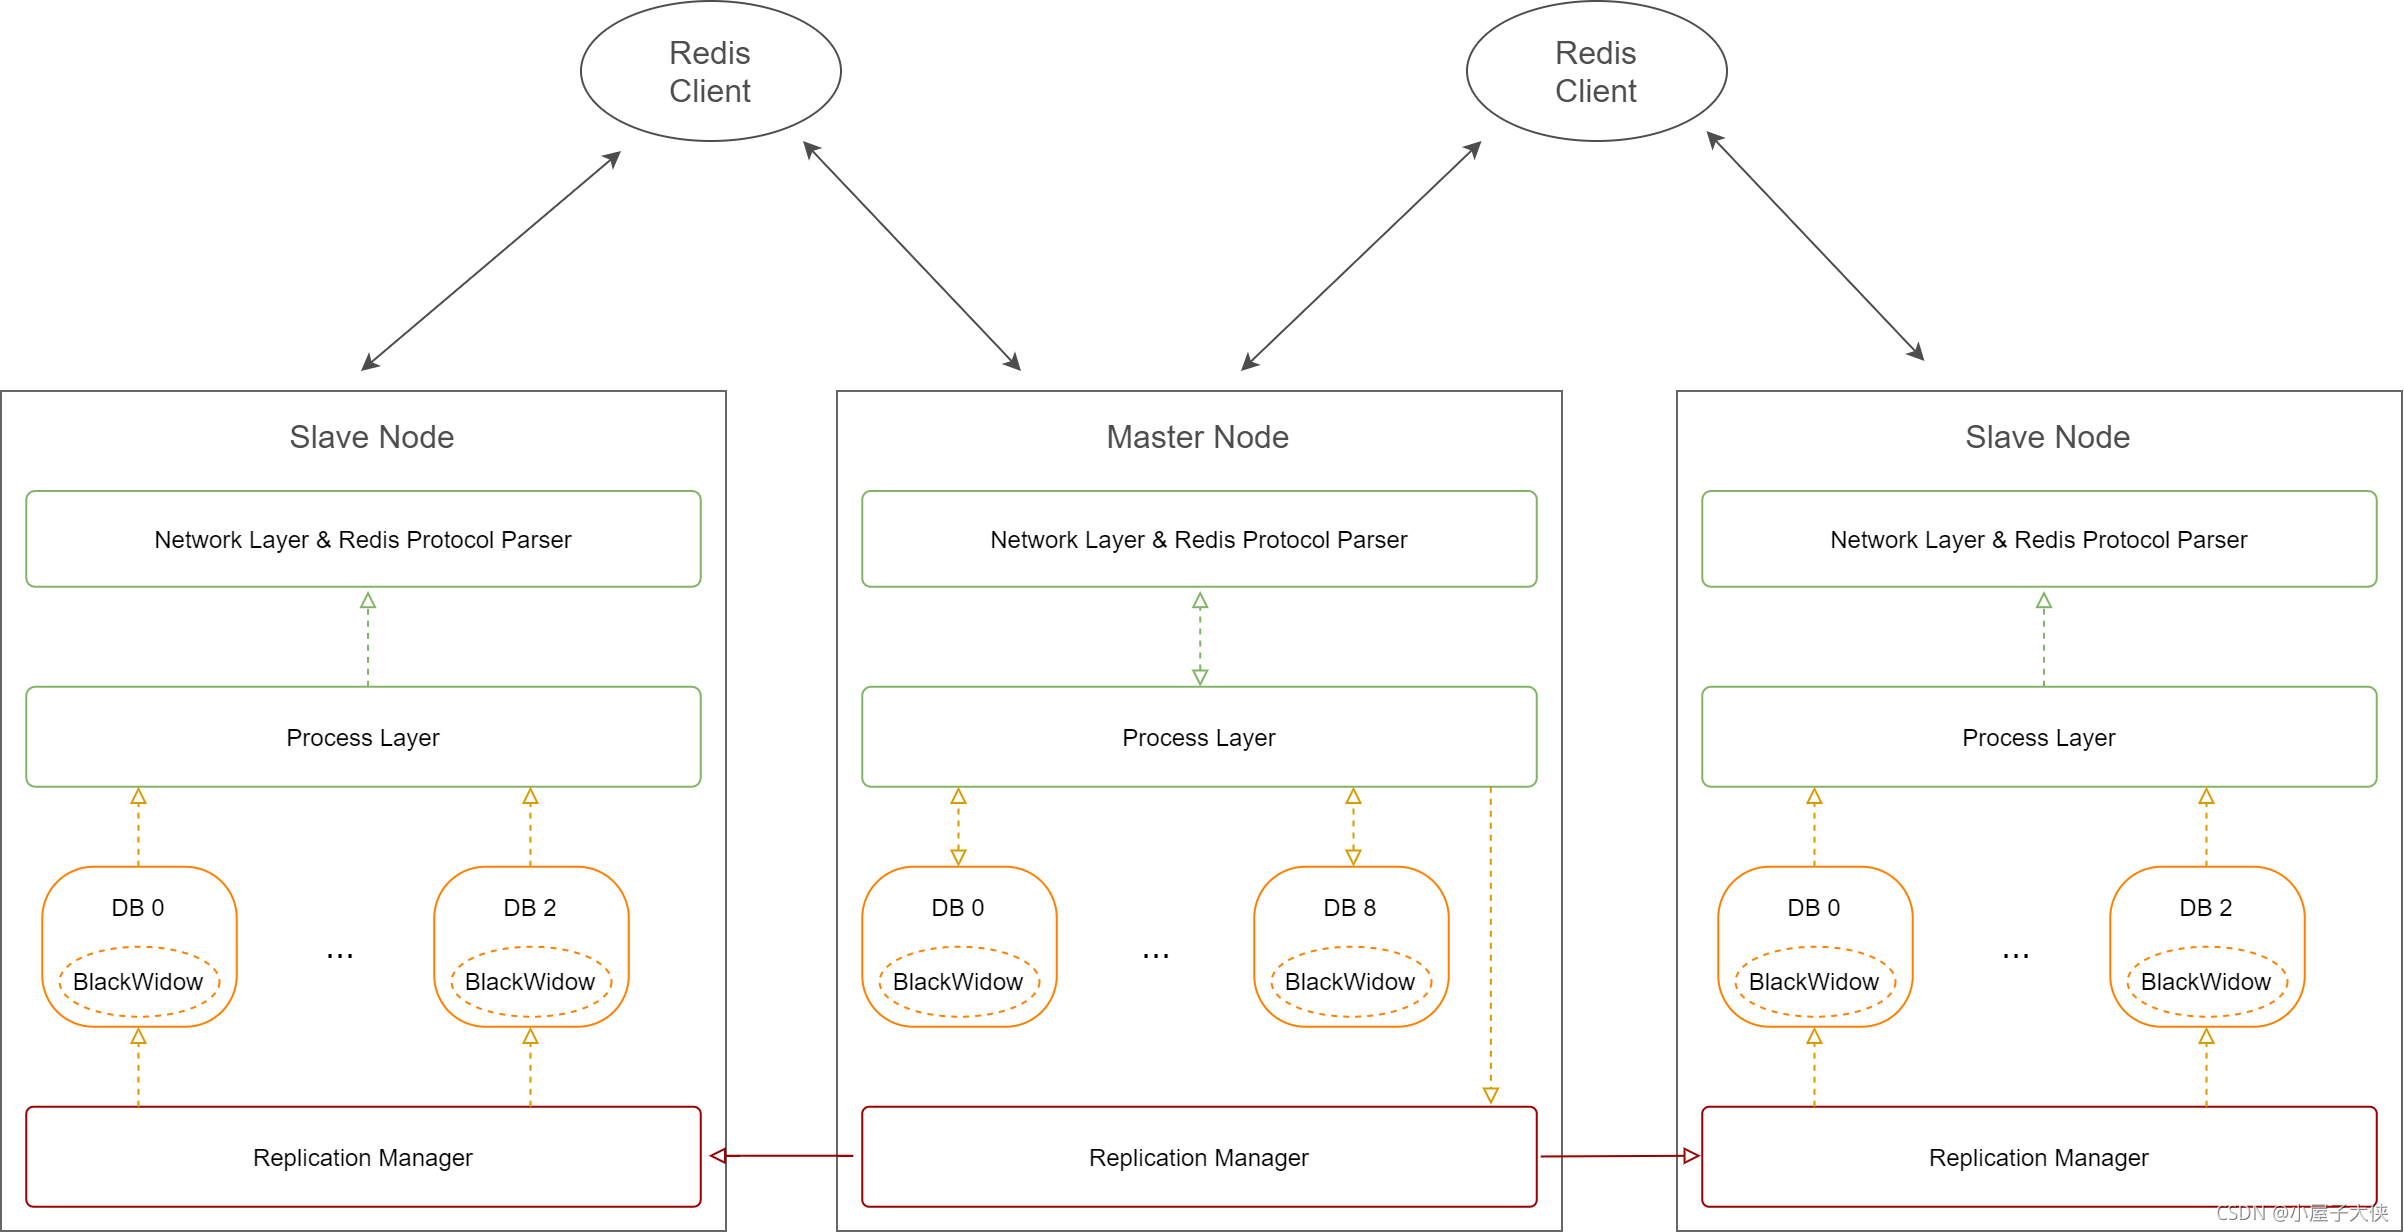 Redis
Client
Redis
Client
Slave Node
Master Node
Slave Node
Network Layer & Redis Protocol Parser
Network Layer & Redis Protocol Parser
Network Layer & Redis Protocol Parser
Process Layer
Process Layer
Process Layer
DB 0
DB 2
DB 0
DB 8
DB 0
DB 2
...
...
...
BlackWidow
BlackWidow
BlackWidow
BlackWidow
BlackWidow
BlackWidow
Replication Manager
Replication Manager
Replication Manager
CSDN @小屋子大侠